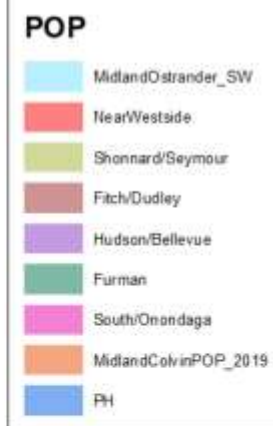 POP
MidlandOstrander_SW
NearWestside
Shonnard/Seymour
Fitch/Dudley
Hudson/Bellevue
Furman
South/Onondaga
MidlandColvinPOP_2019
PH